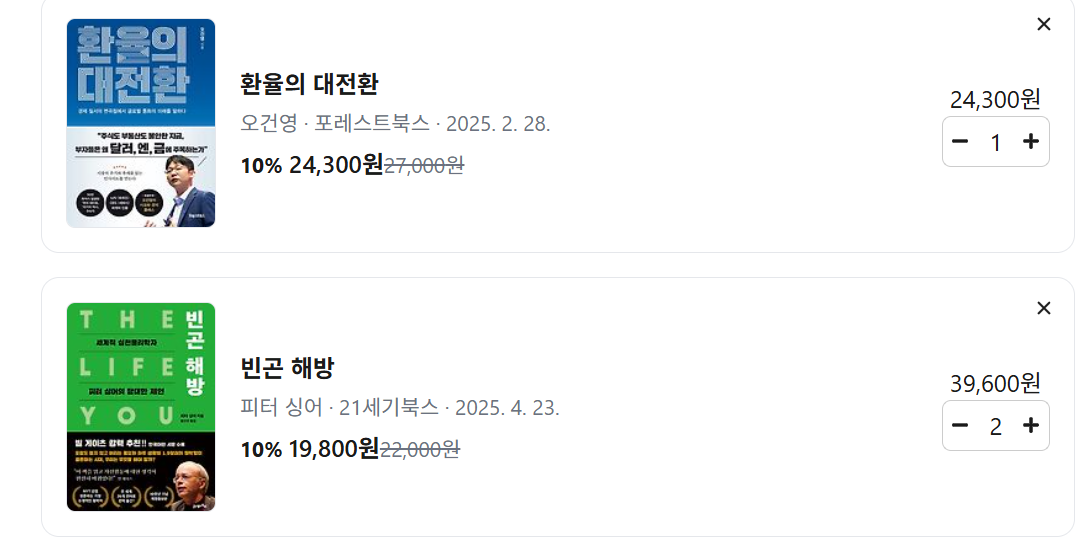 환율의
대전환
"주식도 부동산도 불안한 지금,
부자들은 왜 달러, 엔, 금에 주목하는가"
환율의 대전환
오건영 · 포레스트북스 · 2025. 2. 28.
10% 24,300원 27,000원
×
24,300원
− 1 +
THE
LIFE
YOU
빈곤 해방
세계적 실천윤리학자
피터 싱어의 담대한 제언
빌 게이츠 강력 추천!!
빈곤 해방
피터 싱어 · 21세기북스 · 2025. 4. 23.
10% 19,800원 22,000원
×
39,600원
− 2 +